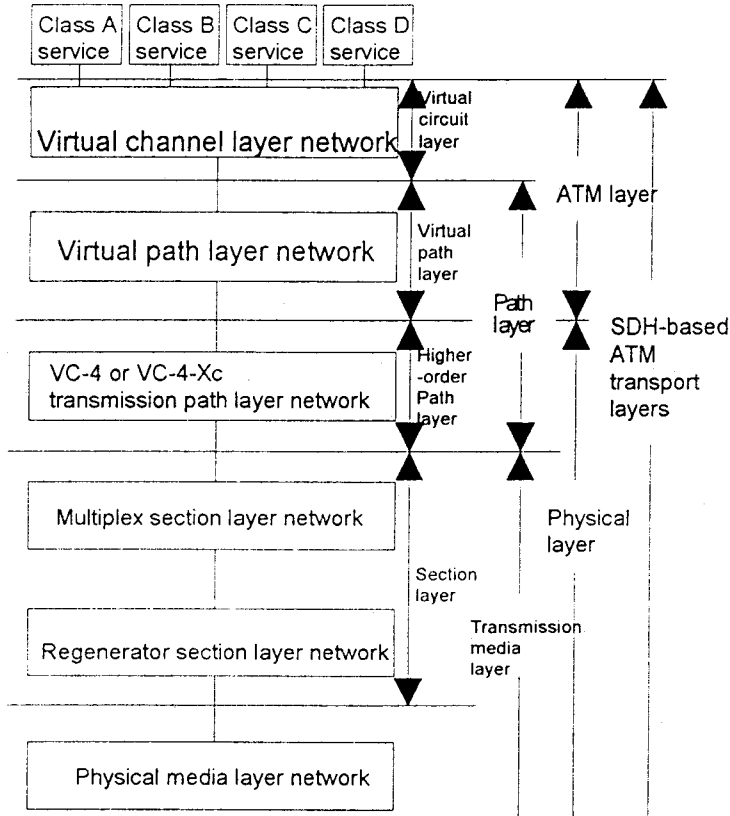 Class A
service
Class B
service
Class C
service
Class D
service
Virtual channel layer network
Virtual
circuit
layer
ATM layer
Virtual path layer network
Virtual
path
layer
Path
layer
SDH-based
ATM
transport
layers
VC-4 or VC-4-Xc
transmission path layer network
Higher
-order
Path
layer
Multiplex section layer network
Physical
layer
Section
layer
Regenerator section layer network
Transmission
media
layer
Physical media layer network